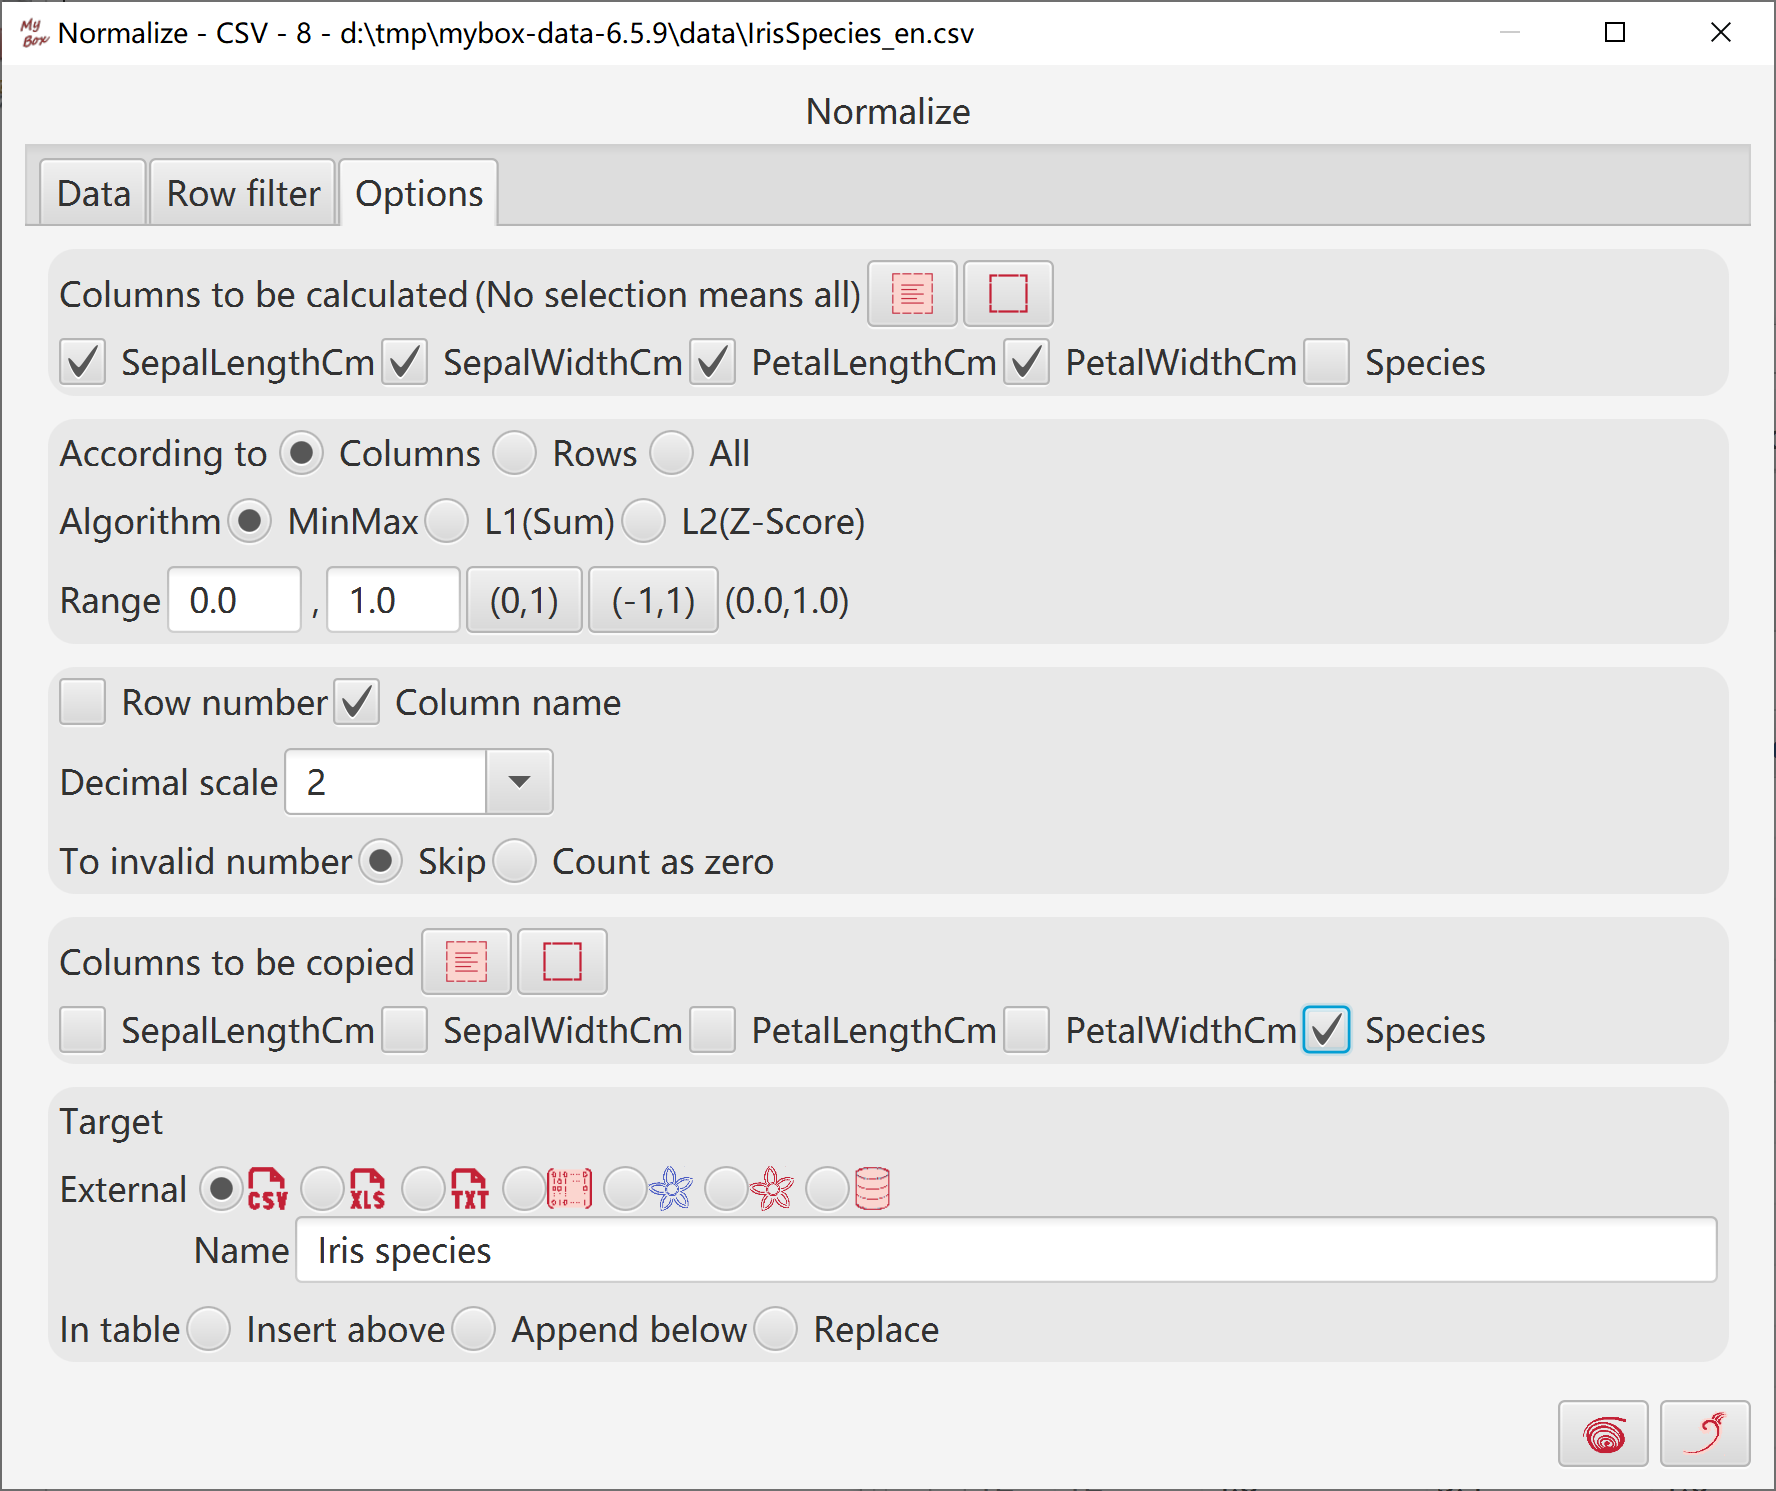 My Box Normalize - CSV - 8 - d:\tmp\mybox-data-6.5.9\data\IrisSpecies_en.csv
Normalize
Data Row filter Options
Columns to be calculated (No selection means all)
SepalLengthCm SepalWidthCm PetalLengthCm PetalWidthCm Species
According to Columns Rows All
Algorithm MinMax L1(Sum) L2(Z-Score)
Range 0.0 , 1.0 (0,1) (-1,1) (0.0,1.0)
Row number Column name
Decimal scale 2
To invalid number Skip Count as zero
Columns to be copied
SepalLengthCm SepalWidthCm PetalLengthCm PetalWidthCm Species
Target
External CSV XLS TXT
Name Iris species
In table Insert above Append below Replace